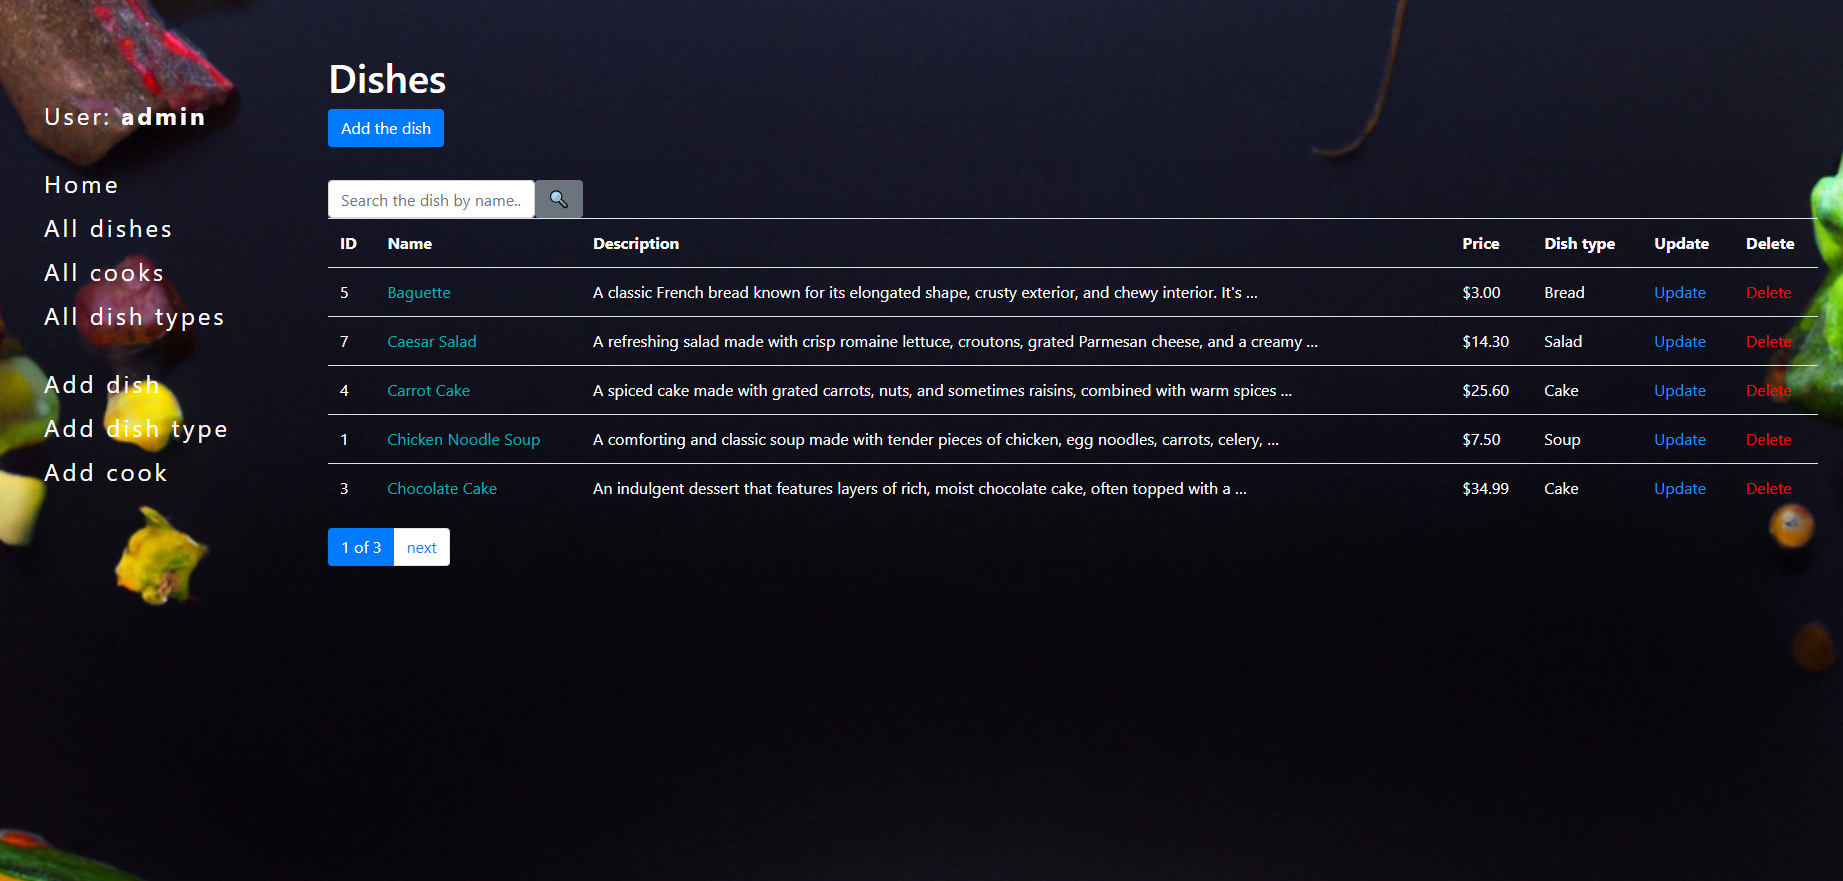 User: admin
Home
All dishes
All cooks
All dish types
Add dish
Add dish type
Add cook
Dishes
Add the dish
Search the dish by name..
ID Name Description Price Dish type Update Delete
5 Baguette A classic French bread known for its elongated shape, crusty exterior, and chewy interior. It's ... $3.00 Bread Update Delete
7 Caesar Salad A refreshing salad made with crisp romaine lettuce, croutons, grated Parmesan cheese, and a creamy ... $14.30 Salad Update Delete
4 Carrot Cake A spiced cake made with grated carrots, nuts, and sometimes raisins, combined with warm spices ... $25.60 Cake Update Delete
1 Chicken Noodle Soup A comforting and classic soup made with tender pieces of chicken, egg noodles, carrots, celery, ... $7.50 Soup Update Delete
3 Chocolate Cake An indulgent dessert that features layers of rich, moist chocolate cake, often topped with a ... $34.99 Cake Update Delete
1 of 3 next